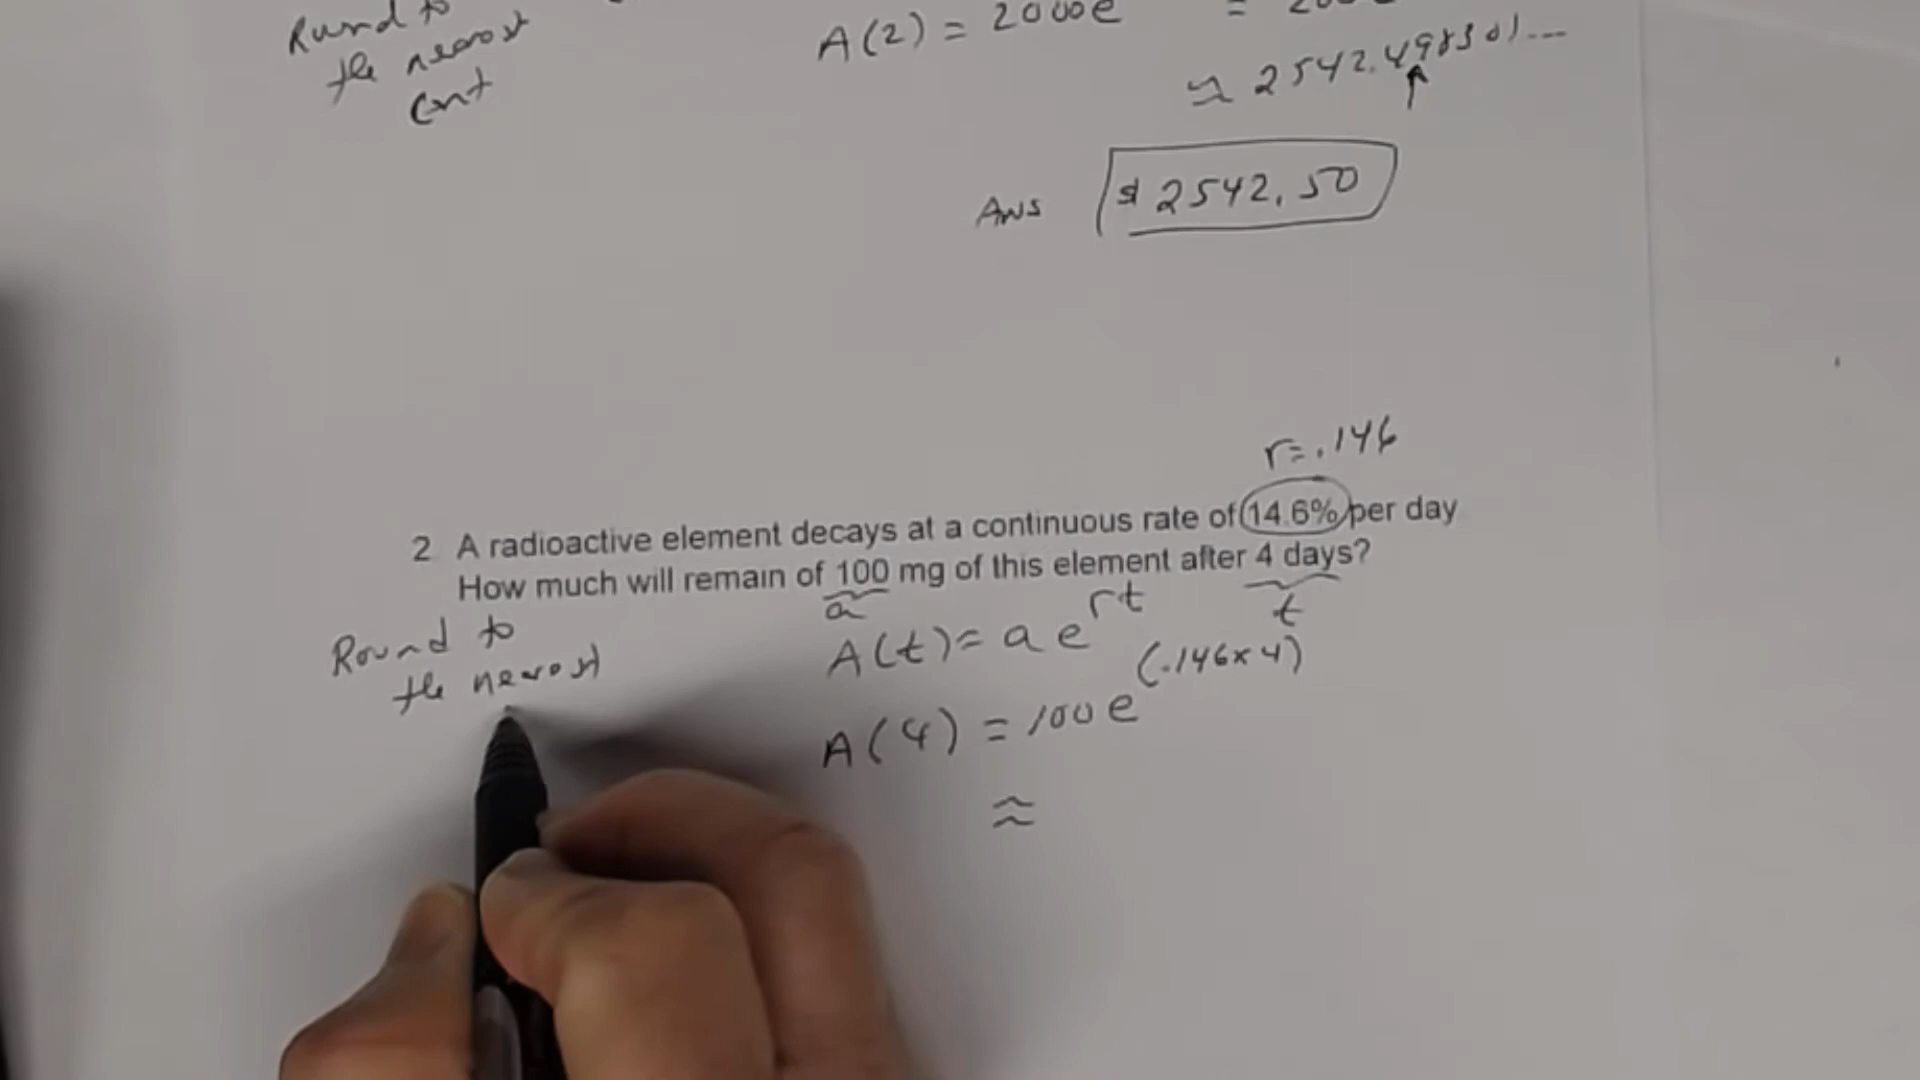 Round to
the nearest
cent
A(2) = 2000e =
≈ 2542.498301...
Ans $2542.50
r=.146
2 A radioactive element decays at a continuous rate of 14.6% per day
How much will remain of 100 mg of this element after 4 days?
a t
Round to
the nearest
A(t)= a e^rt
A(4) = 100 e^(.146×4)
≈